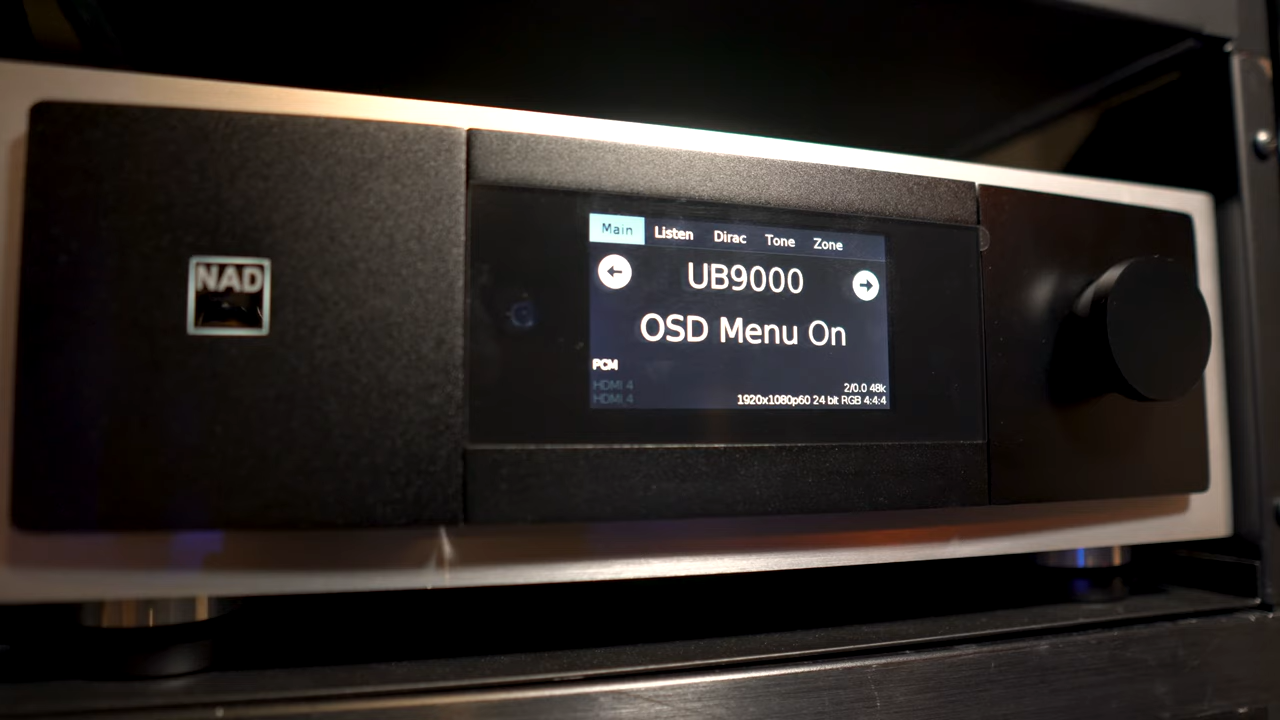 NAD
Main Listen Dirac Tone Zone
UB9000
OSD Menu On
PCM
HDMI 4
HDMI 4
2/0.0 48k
1920x1080p60 24 bit RGB 4:4:4